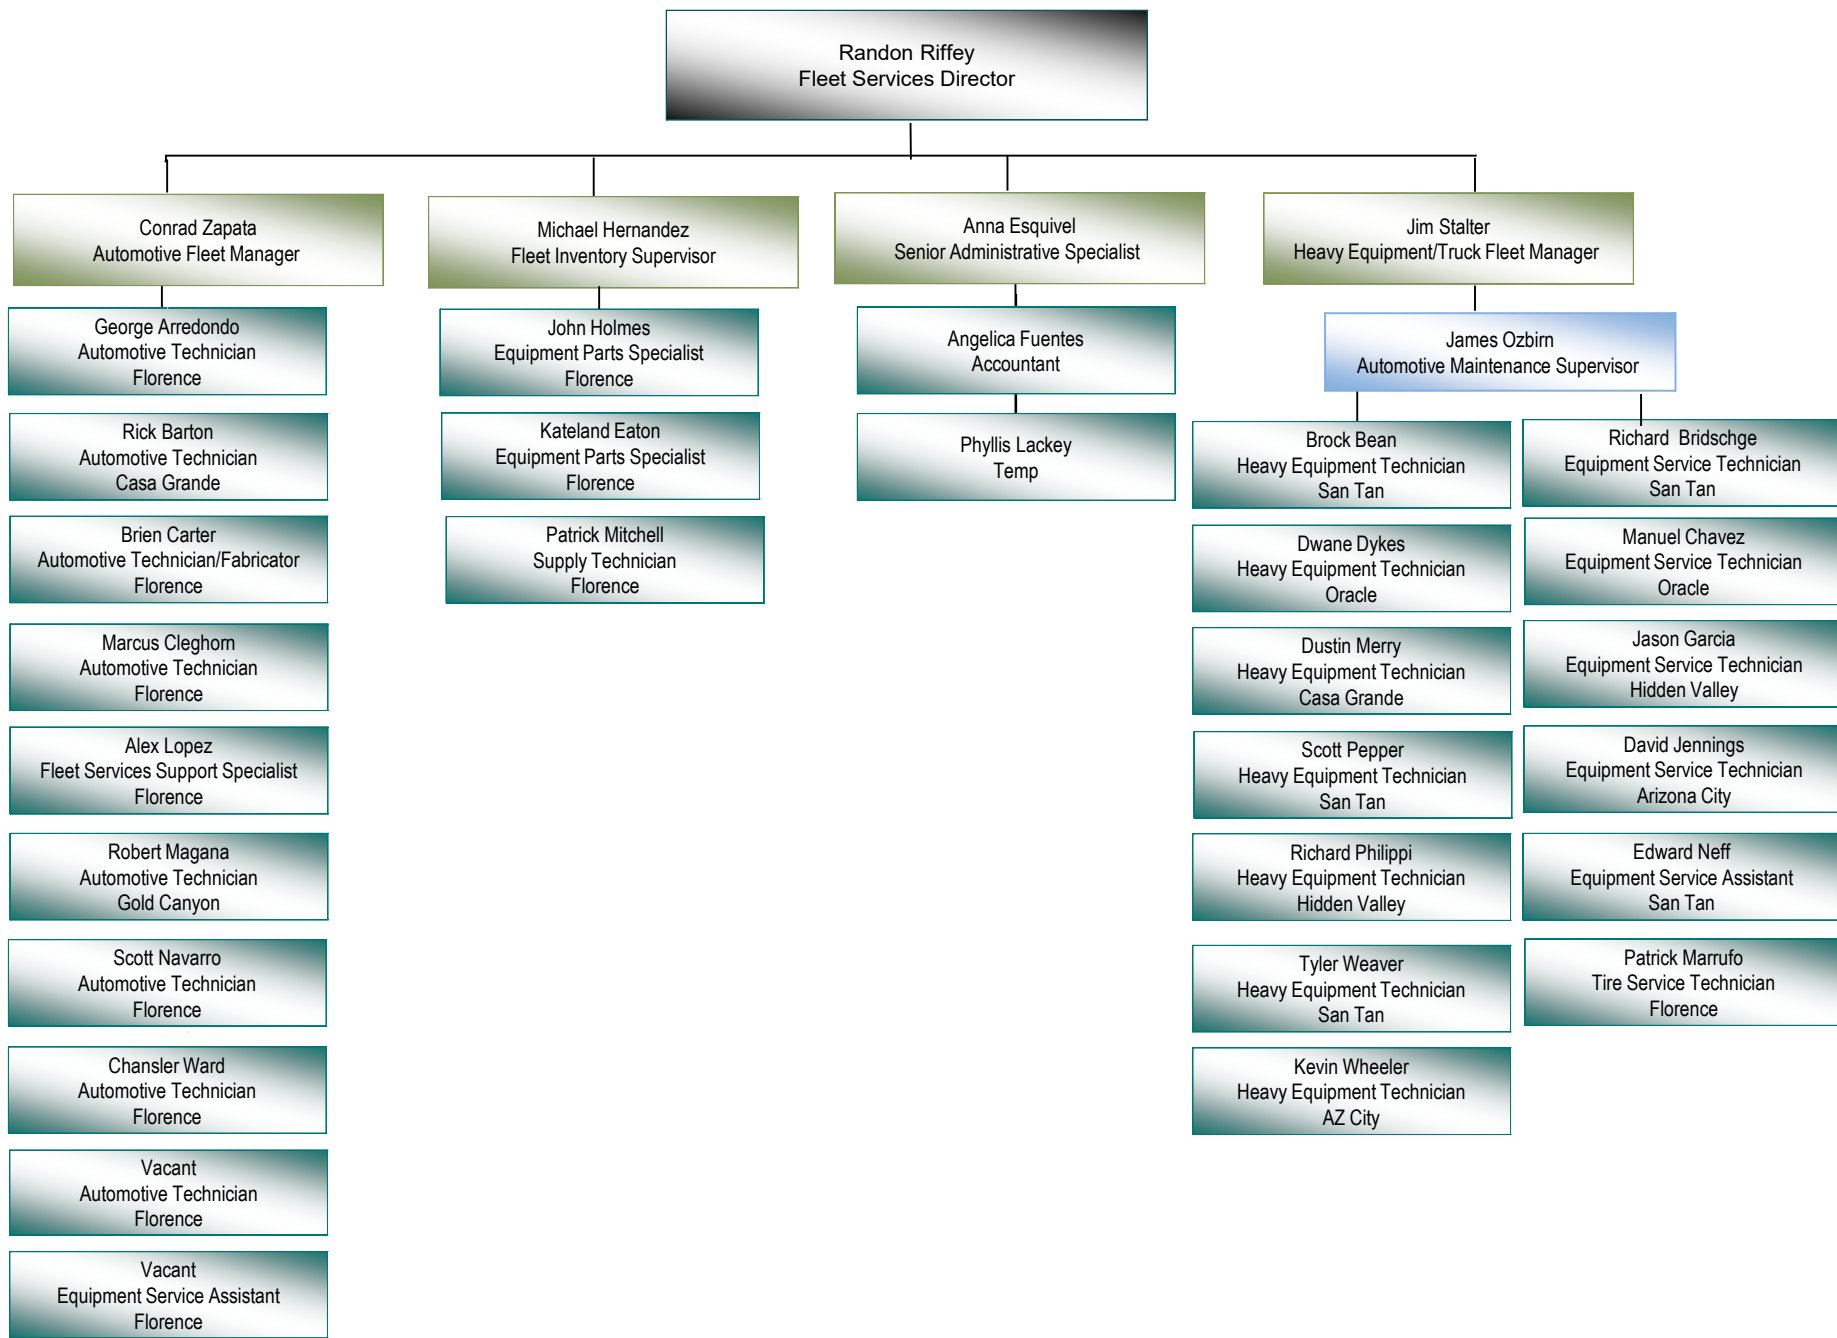 Randon Riffey
Fleet Services Director
Conrad Zapata
Automotive Fleet Manager
Michael Hernandez
Fleet Inventory Supervisor
Anna Esquivel
Senior Administrative Specialist
Jim Stalter
Heavy Equipment/Truck Fleet Manager
George Arredondo
Automotive Technician
Florence
Rick Barton
Automotive Technician
Casa Grande
Brien Carter
Automotive Technician/Fabricator
Florence
Marcus Cleghorn
Automotive Technician
Florence
Alex Lopez
Fleet Services Support Specialist
Florence
Robert Magana
Automotive Technician
Gold Canyon
Scott Navarro
Automotive Technician
Florence
Chansler Ward
Automotive Technician
Florence
Vacant
Automotive Technician
Florence
Vacant
Equipment Service Assistant
Florence
John Holmes
Equipment Parts Specialist
Florence
Kateland Eaton
Equipment Parts Specialist
Florence
Patrick Mitchell
Supply Technician
Florence
Angelica Fuentes
Accountant
Phyllis Lackey
Temp
James Ozbirn
Automotive Maintenance Supervisor
Brock Bean
Heavy Equipment Technician
San Tan
Dwane Dykes
Heavy Equipment Technician
Oracle
Dustin Merry
Heavy Equipment Technician
Casa Grande
Scott Pepper
Heavy Equipment Technician
San Tan
Richard Philippi
Heavy Equipment Technician
Hidden Valley
Tyler Weaver
Heavy Equipment Technician
San Tan
Kevin Wheeler
Heavy Equipment Technician
AZ City
Richard Bridschge
Equipment Service Technician
San Tan
Manuel Chavez
Equipment Service Technician
Oracle
Jason Garcia
Equipment Service Technician
Hidden Valley
David Jennings
Equipment Service Technician
Arizona City
Edward Neff
Equipment Service Assistant
San Tan
Patrick Marrufo
Tire Service Technician
Florence